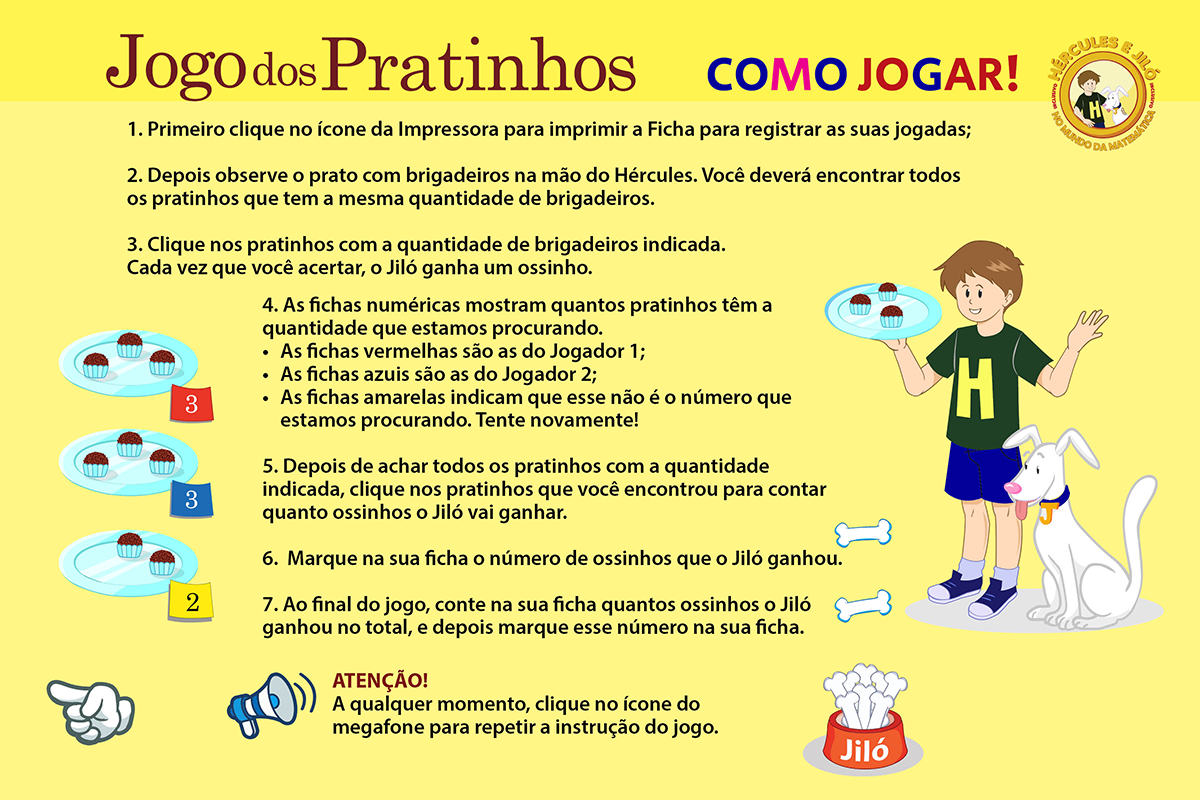 Jogo dos Pratinhos
COMO JOGAR!
HÉRCULES E JILÓ
INCLUSIVO
INCLUSIVO
NO MUNDO DA MATEMÁTICA
H
1. Primeiro clique no ícone da Impressora para imprimir a Ficha para registrar as suas jogadas;
2. Depois observe o prato com brigadeiros na mão do Hércules. Você deverá encontrar todos
os pratinhos que tem a mesma quantidade de brigadeiros.
3. Clique nos pratinhos com a quantidade de brigadeiros indicada.
Cada vez que você acertar, o Jiló ganha um ossinho.
4. As fichas numéricas mostram quantos pratinhos têm a
quantidade que estamos procurando.
• As fichas vermelhas são as do Jogador 1;
• As fichas azuis são as do Jogador 2;
• As fichas amarelas indicam que esse não é o número que
estamos procurando. Tente novamente!
3
3
2
H
J
5. Depois de achar todos os pratinhos com a quantidade
indicada, clique nos pratinhos que você encontrou para contar
quanto ossinhos o Jiló vai ganhar.
6. Marque na sua ficha o número de ossinhos que o Jiló ganhou.
7. Ao final do jogo, conte na sua ficha quantos ossinhos o Jiló
ganhou no total, e depois marque esse número na sua ficha.
ATENÇÃO!
A qualquer momento, clique no ícone do
megafone para repetir a instrução do jogo.
Jiló